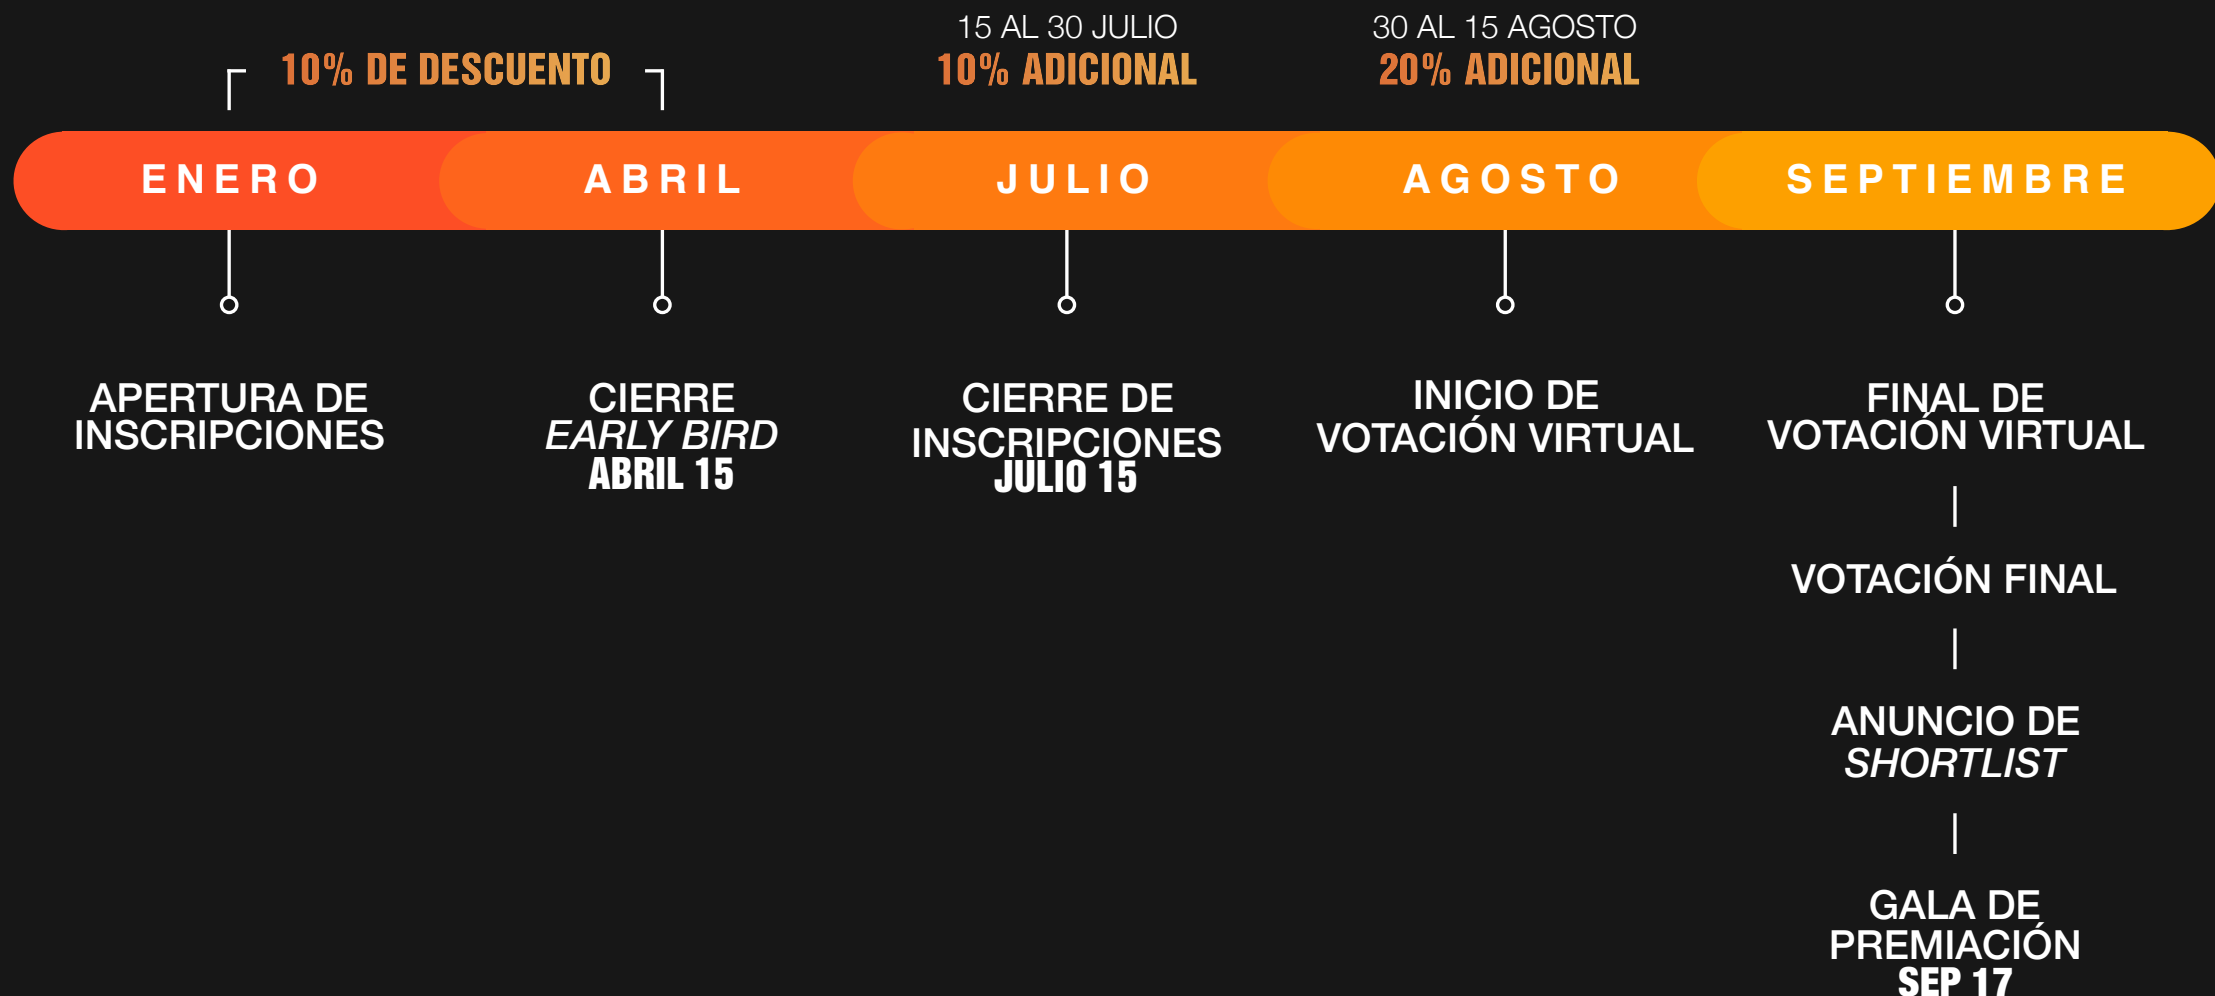 10% DE DESCUENTO
15 AL 30 JULIO
10% ADICIONAL
30 AL 15 AGOSTO
20% ADICIONAL
ENERO
ABRIL
JULIO
AGOSTO
SEPTIEMBRE
APERTURA DE
INSCRIPCIONES
CIERRE
EARLY BIRD
ABRIL 15
CIERRE DE
INSCRIPCIONES
JULIO 15
INICIO DE
VOTACIÓN VIRTUAL
FINAL DE
VOTACIÓN VIRTUAL
VOTACIÓN FINAL
ANUNCIO DE
SHORTLIST
GALA DE
PREMIACIÓN
SEP 17